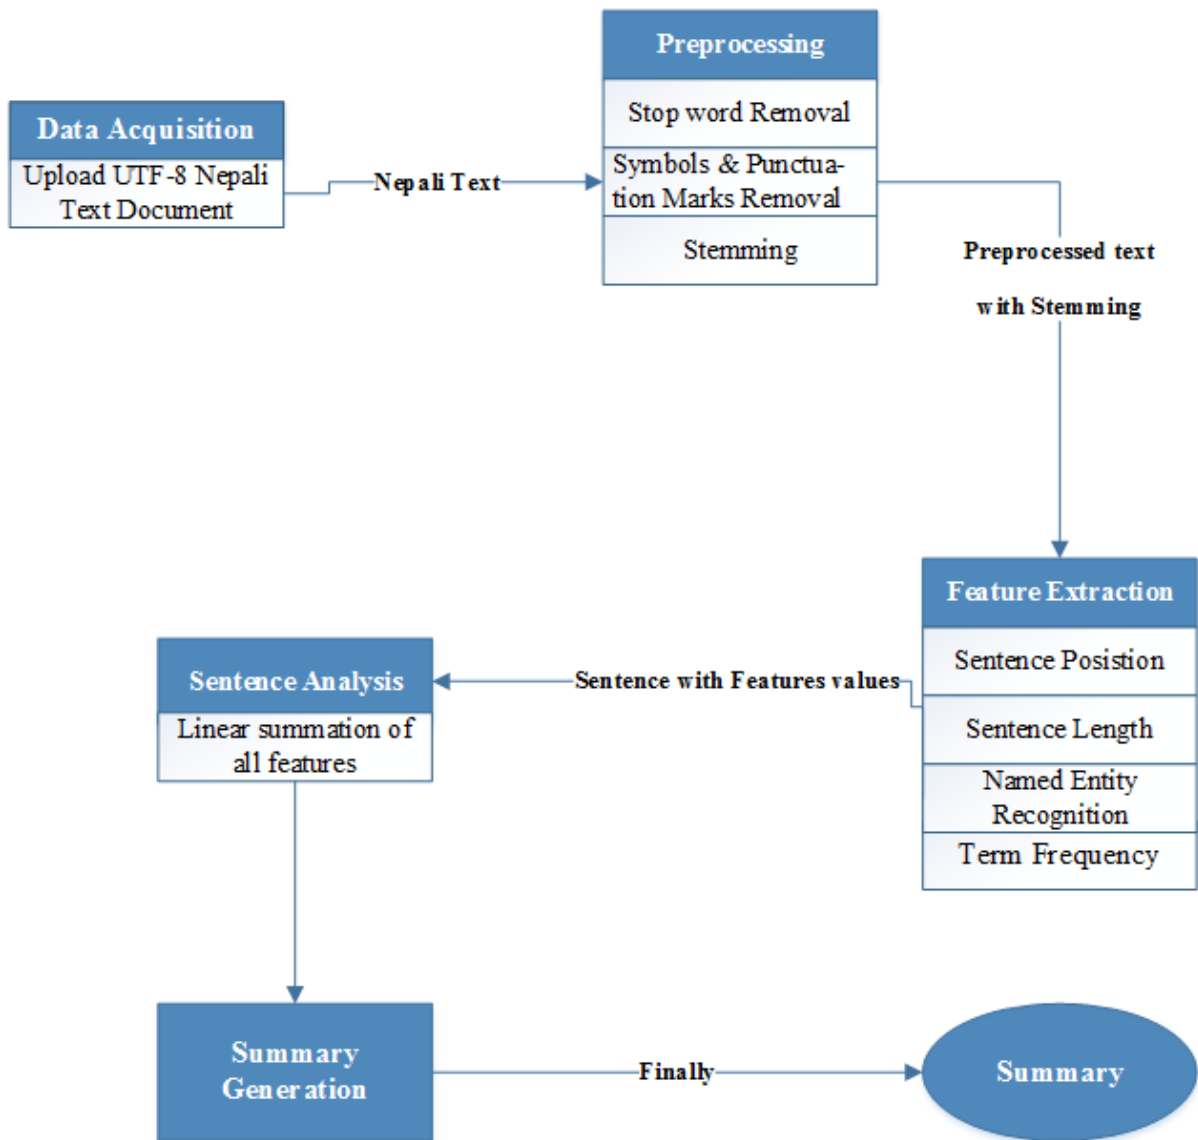 Data Acquisition
Upload UTF-8 Nepali
Text Document
Nepali Text
Preprocessing
Stop word Removal
Symbols & Punctua-
tion Marks Removal
Stemming
Preprocessed text
with Stemming
Feature Extraction
Sentence Posistion
Sentence Length
Named Entity
Recognition
Term Frequency
Sentence with Features values
Sentence Analysis
Linear summation of
all features
Summary
Generation
Finally
Summary